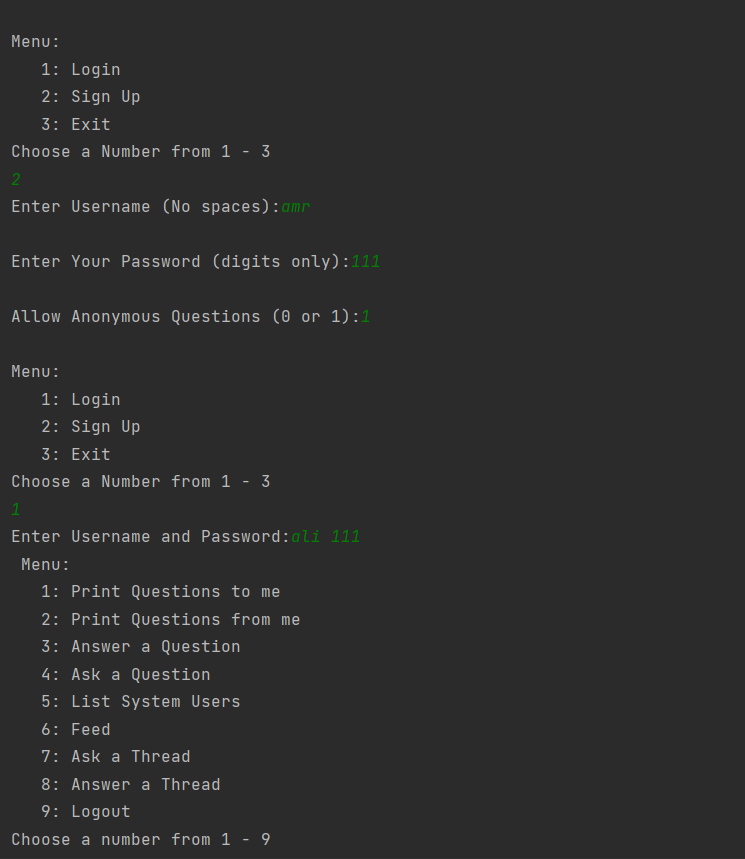 Menu:
1: Login
2: Sign Up
3: Exit
Choose a Number from 1 - 3
2
Enter Username (No spaces):amr
Enter Your Password (digits only):111
Allow Anonymous Questions (0 or 1):1
Menu:
1: Login
2: Sign Up
3: Exit
Choose a Number from 1 - 3
1
Enter Username and Password:ali 111
Menu:
1: Print Questions to me
2: Print Questions from me
3: Answer a Question
4: Ask a Question
5: List System Users
6: Feed
7: Ask a Thread
8: Answer a Thread
9: Logout
Choose a number from 1 - 9